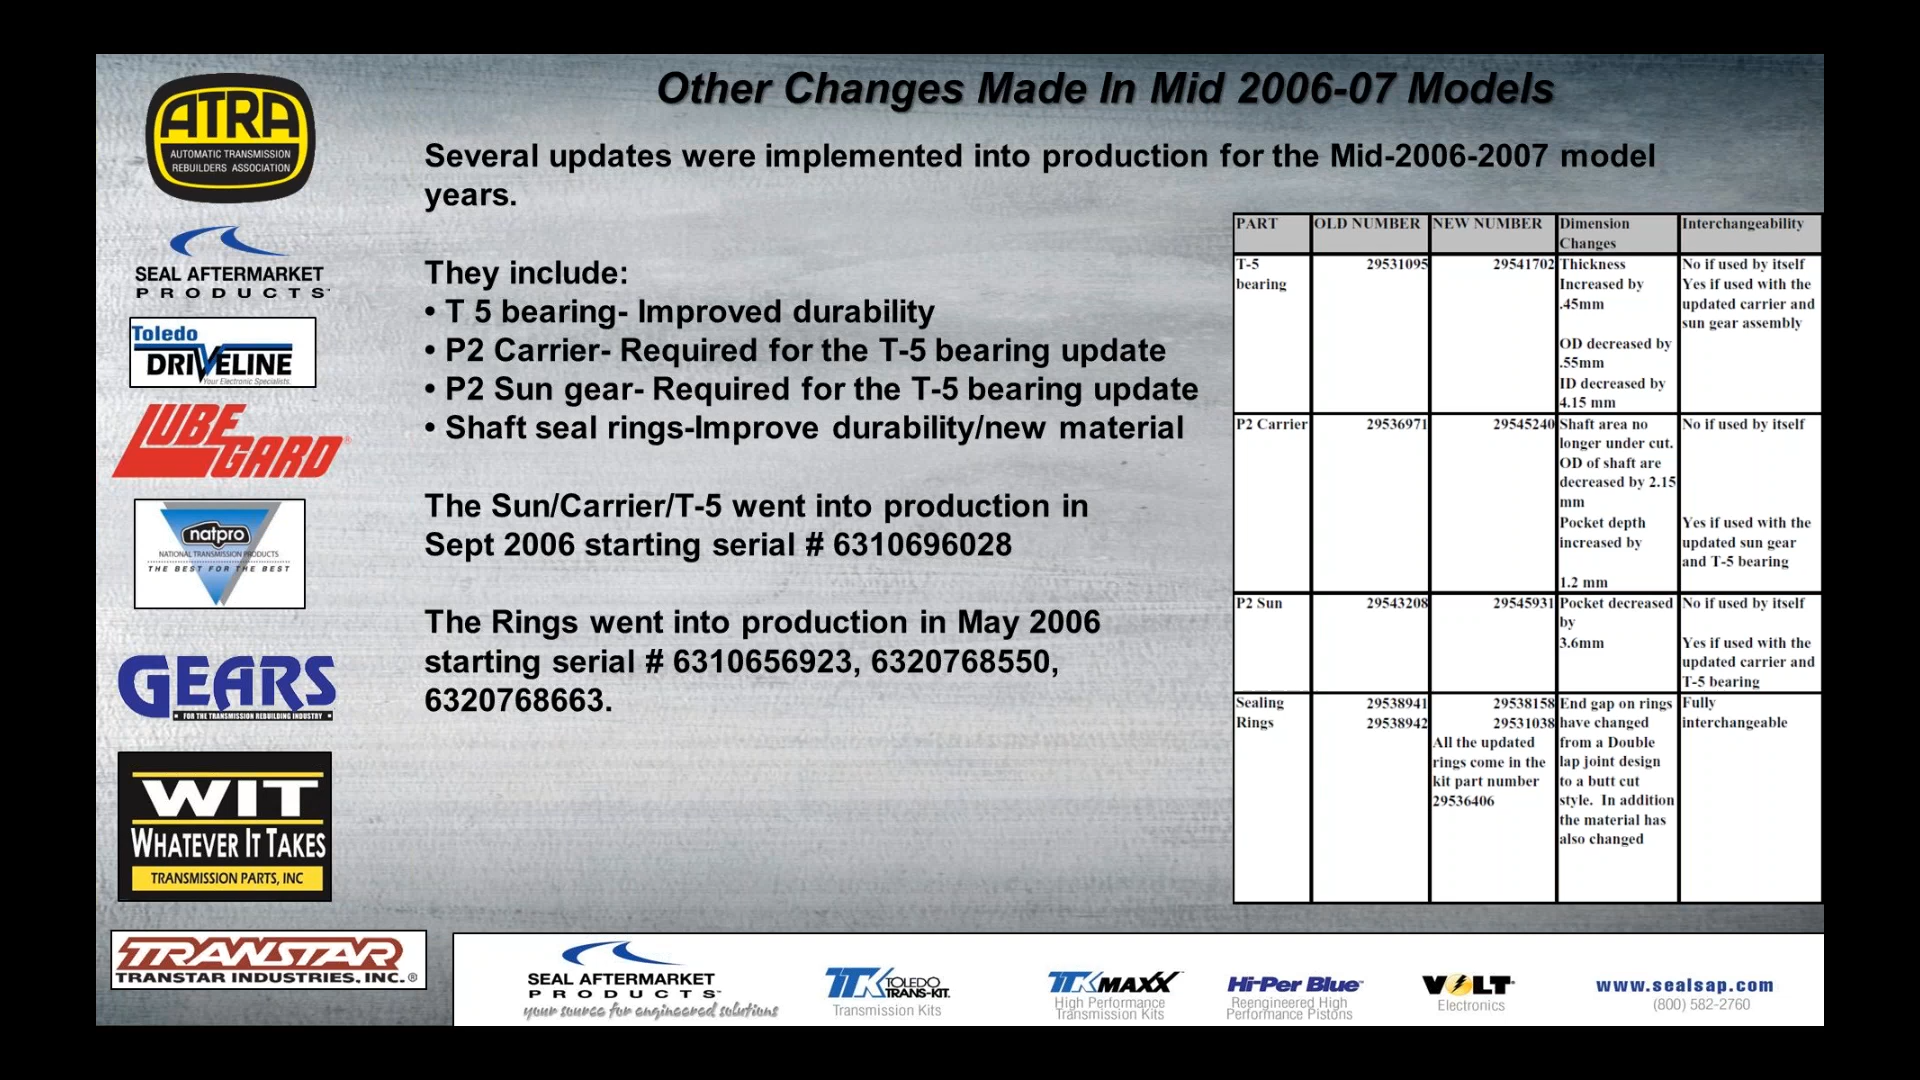 Other Changes Made In Mid 2006-07 Models
ATRA
AUTOMATIC TRANSMISSION
REBUILDERS ASSOCIATION
SEAL AFTERMARKET
PRODUCTS
Toledo
DRIVELINE
Your Electronic Specialists.
LUBE
GARD
natpro
NATIONAL TRANSMISSION PRODUCTS
THE BEST FOR THE BEST
GEARS
FOR THE TRANSMISSION REBUILDING INDUSTRY
WIT
WHATEVER IT TAKES
TRANSMISSION PARTS, INC
TRANSTAR
TRANSTAR INDUSTRIES, INC.®
Several updates were implemented into production for the Mid-2006-2007 model
years.
They include:
• T 5 bearing- Improved durability
• P2 Carrier- Required for the T-5 bearing update
• P2 Sun gear- Required for the T-5 bearing update
• Shaft seal rings-Improve durability/new material
The Sun/Carrier/T-5 went into production in
Sept 2006 starting serial # 6310696028
The Rings went into production in May 2006
starting serial # 6310656923, 6320768550,
6320768663.
PART OLD NUMBER NEW NUMBER Dimension Interchangeability
Changes
T-5 29531095 29541702 Thickness No if used by itself
bearing Increased by Yes if used with the
.45mm updated carrier and
sun gear assembly
OD decreased by
.55mm
ID decreased by
4.15 mm
P2 Carrier 29536971 29545240 Shaft area no No if used by itself
longer under cut.
OD of shaft are
decreased by 2.15
mm
Pocket depth Yes if used with the
increased by updated sun gear
and T-5 bearing
1.2 mm
P2 Sun 29543208 29545931 Pocket decreased No if used by itself
by
3.6mm Yes if used with the
updated carrier and
T-5 bearing
Sealing 29538941 29538158 End gap on rings Fully
Rings 29538942 29531038 have changed interchangeable
All the updated from a Double
rings come in the lap joint design
kit part number to a butt cut
29536406 style. In addition
the material has
also changed
SEAL AFTERMARKET
PRODUCTS
your source for engineered solutions
TTK TOLEDO
TRANS-KIT.
Transmission Kits
TTK MAXX
High Performance
Transmission Kits
Hi-Per Blue
Reengineered High
Performance Pistons
VOLT
Electronics
www.sealsap.com
(800) 582-2760